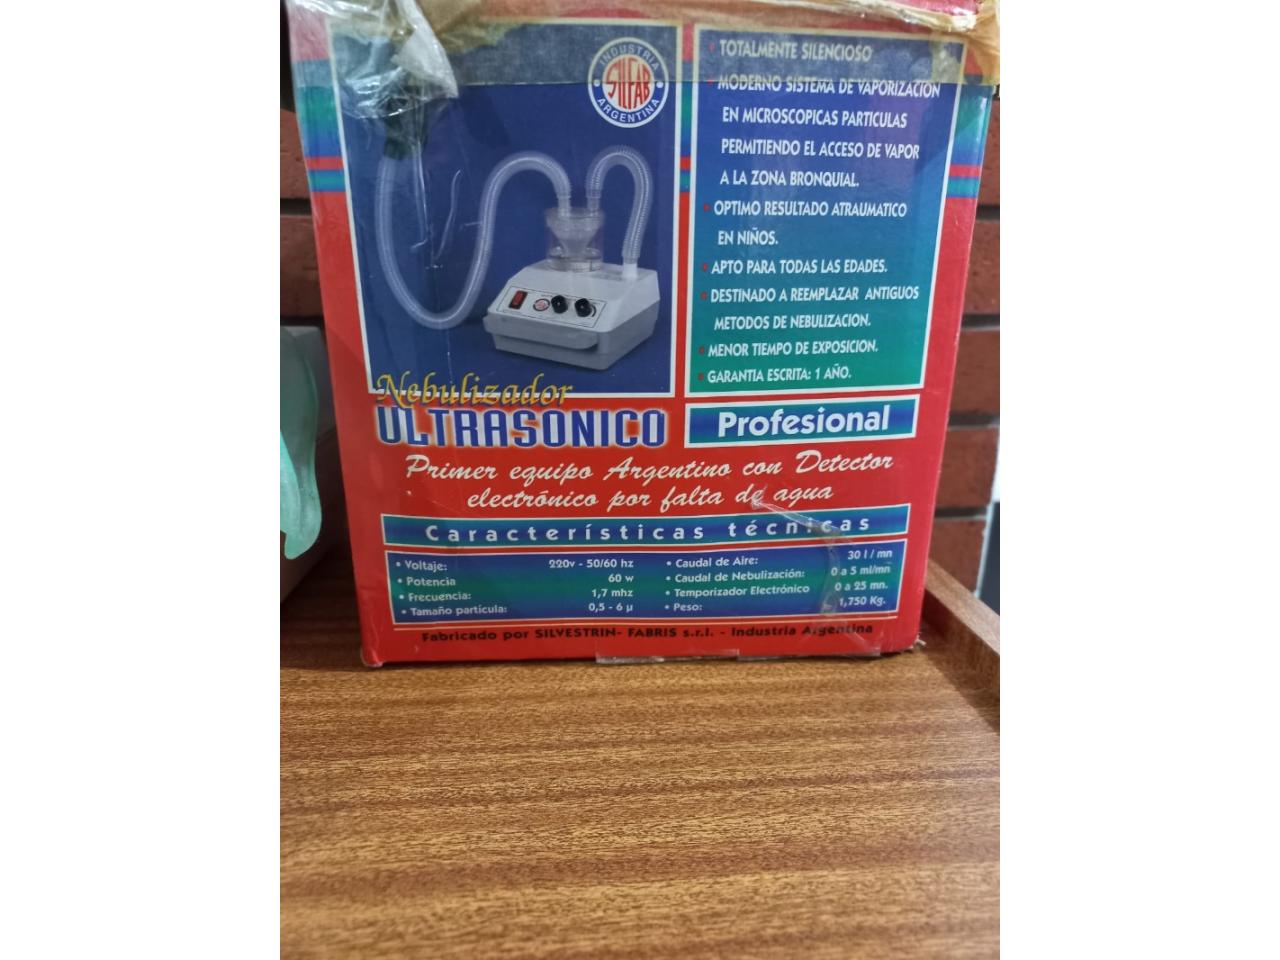 INDUSTRIA
SILFAB
ARGENTINA
• TOTALMENTE SILENCIOSO
• MODERNO SISTEMA DE VAPORIZACIÓN
EN MICROSCOPICAS PARTICULAS
PERMITIENDO EL ACCESO DE VAPOR
A LA ZONA BRONQUIAL.
• OPTIMO RESULTADO ATRAUMATICO
EN NIÑOS.
• APTO PARA TODAS LAS EDADES.
• DESTINADO A REEMPLAZAR ANTIGUOS
METODOS DE NEBULIZACION.
• MENOR TIEMPO DE EXPOSICION.
• GARANTIA ESCRITA: 1 AÑO.
Nebulizador
ULTRASONICO
Profesional
Primer equipo Argentino con Detector
electrónico por falta de agua
Características técnicas
• Voltaje: 220v - 50/60 hz
• Potencia 60 w
• Frecuencia: 1,7 mhz
• Tamaño partícula: 0,5 - 6 µ
• Caudal de Aire: 30 l / mn
• Caudal de Nebulización: 0 a 5 ml/mn
• Temporizador Electrónico 0 a 25 mn.
• Peso: 1,750 Kg.
Fabricado por SILVESTRIN- FABRIS s.r.l. - Industria Argentina